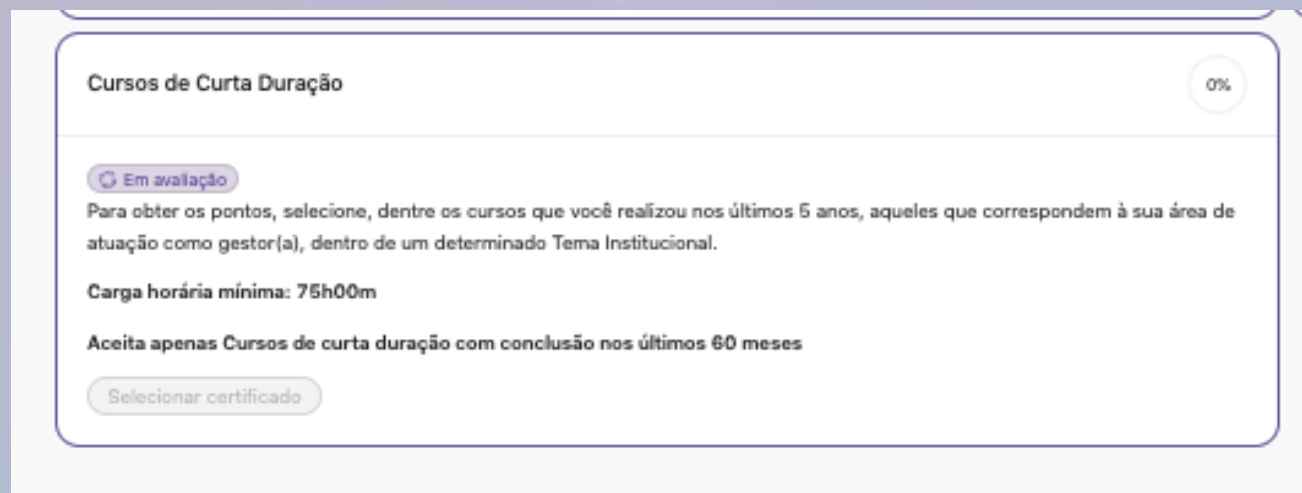 Cursos de Curta Duração
0%
Em avaliação
Para obter os pontos, selecione, dentre os cursos que você realizou nos últimos 5 anos, aqueles que correspondem à sua área de
atuação como gestor(a), dentro de um determinado Tema Institucional.
Carga horária mínima: 75h00m
Aceita apenas Cursos de curta duração com conclusão nos últimos 60 meses
Selecionar certificado